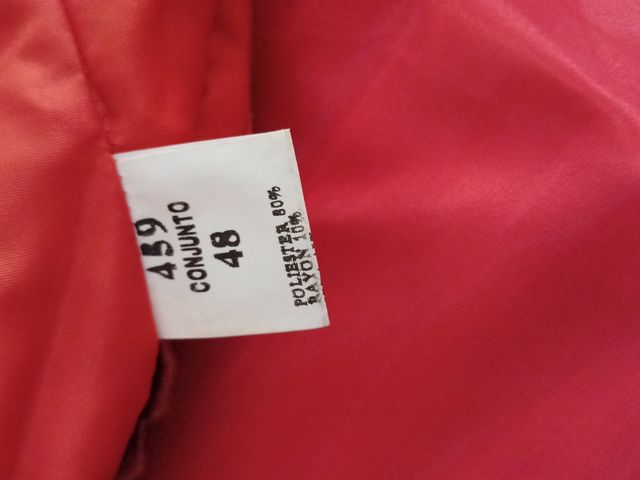 459
CONJUNTO
48
POLIESTER 80%
RAYON 10%